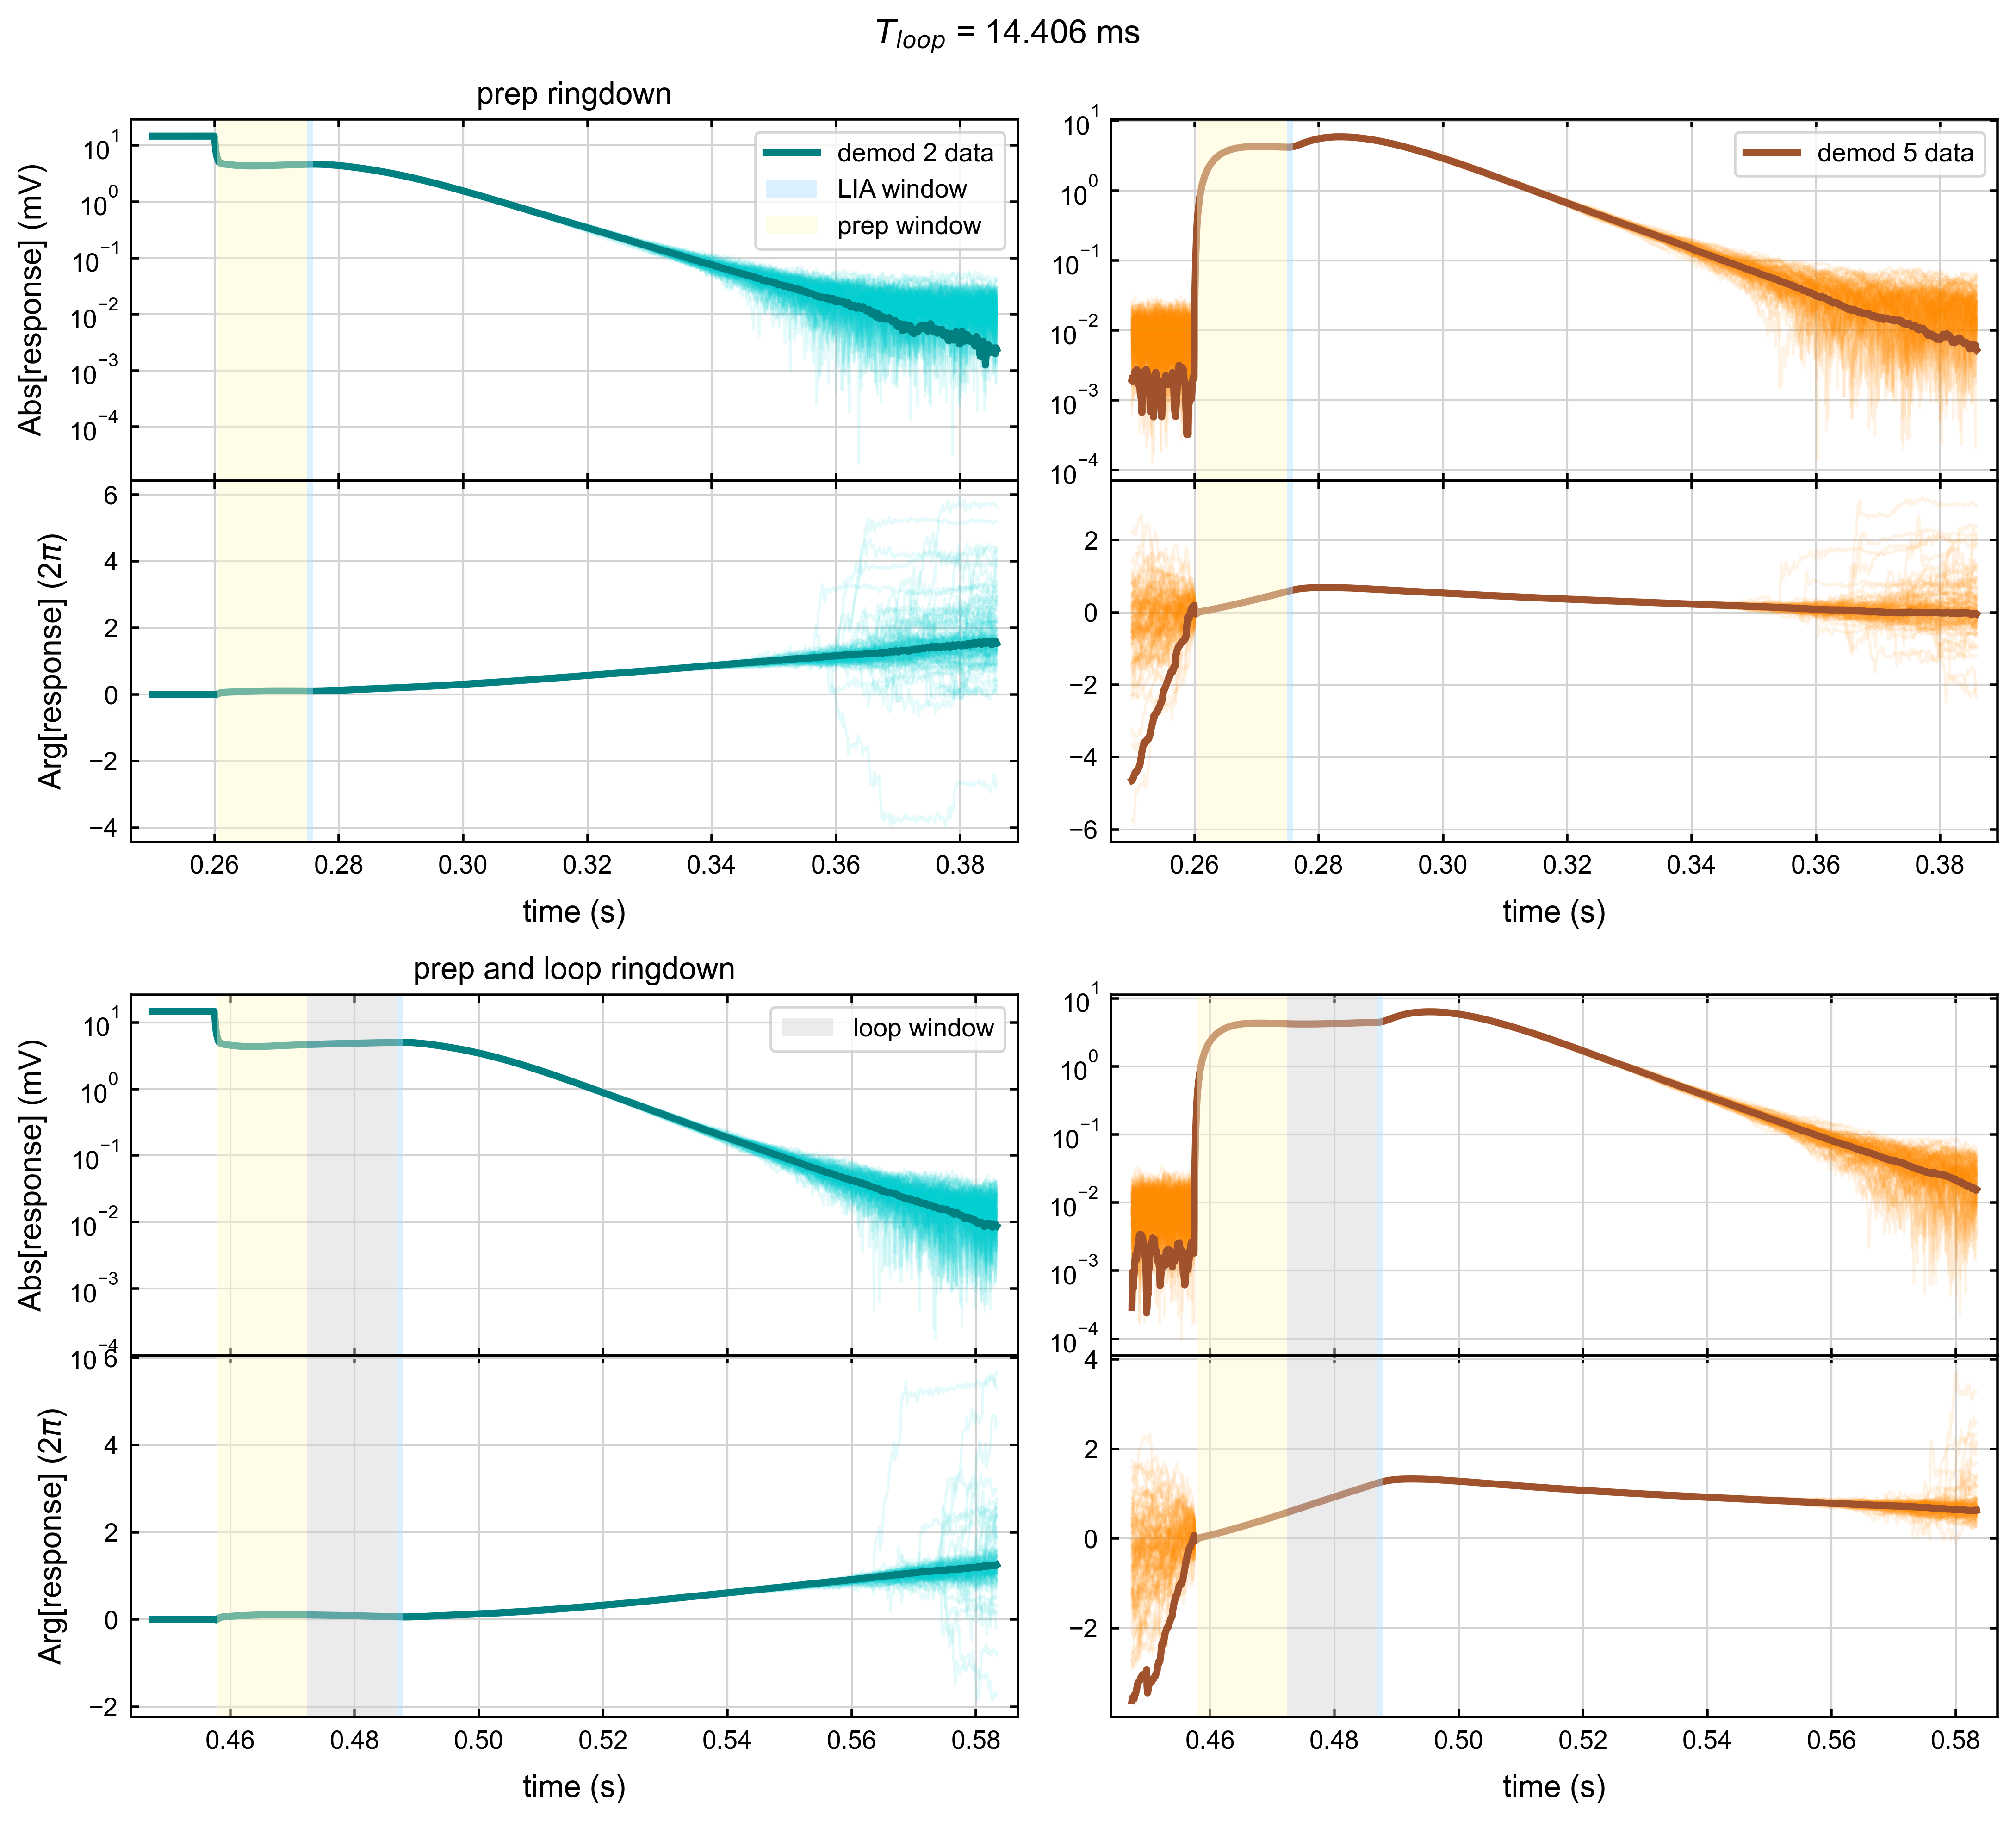 T_loop = 14.406 ms
prep ringdown
Abs[response] (mV)
10^1
10^0
10^−1
10^−2
10^−3
10^−4
demod 2 data
LIA window
prep window
10^1
10^0
10^−1
10^−2
10^−3
10^−4
demod 5 data
Arg[response] (2π)
6
4
2
0
−2
−4
0.26 0.28 0.30 0.32 0.34 0.36 0.38
time (s)
2
0
−2
−4
−6
0.26 0.28 0.30 0.32 0.34 0.36 0.38
time (s)
prep and loop ringdown
Abs[response] (mV)
10^1
10^0
10^−1
10^−2
10^−3
10^−4
loop window
10^1
10^0
10^−1
10^−2
10^−3
10^−4
Arg[response] (2π)
6
4
2
0
−2
0.46 0.48 0.50 0.52 0.54 0.56 0.58
time (s)
4
2
0
−2
0.46 0.48 0.50 0.52 0.54 0.56 0.58
time (s)